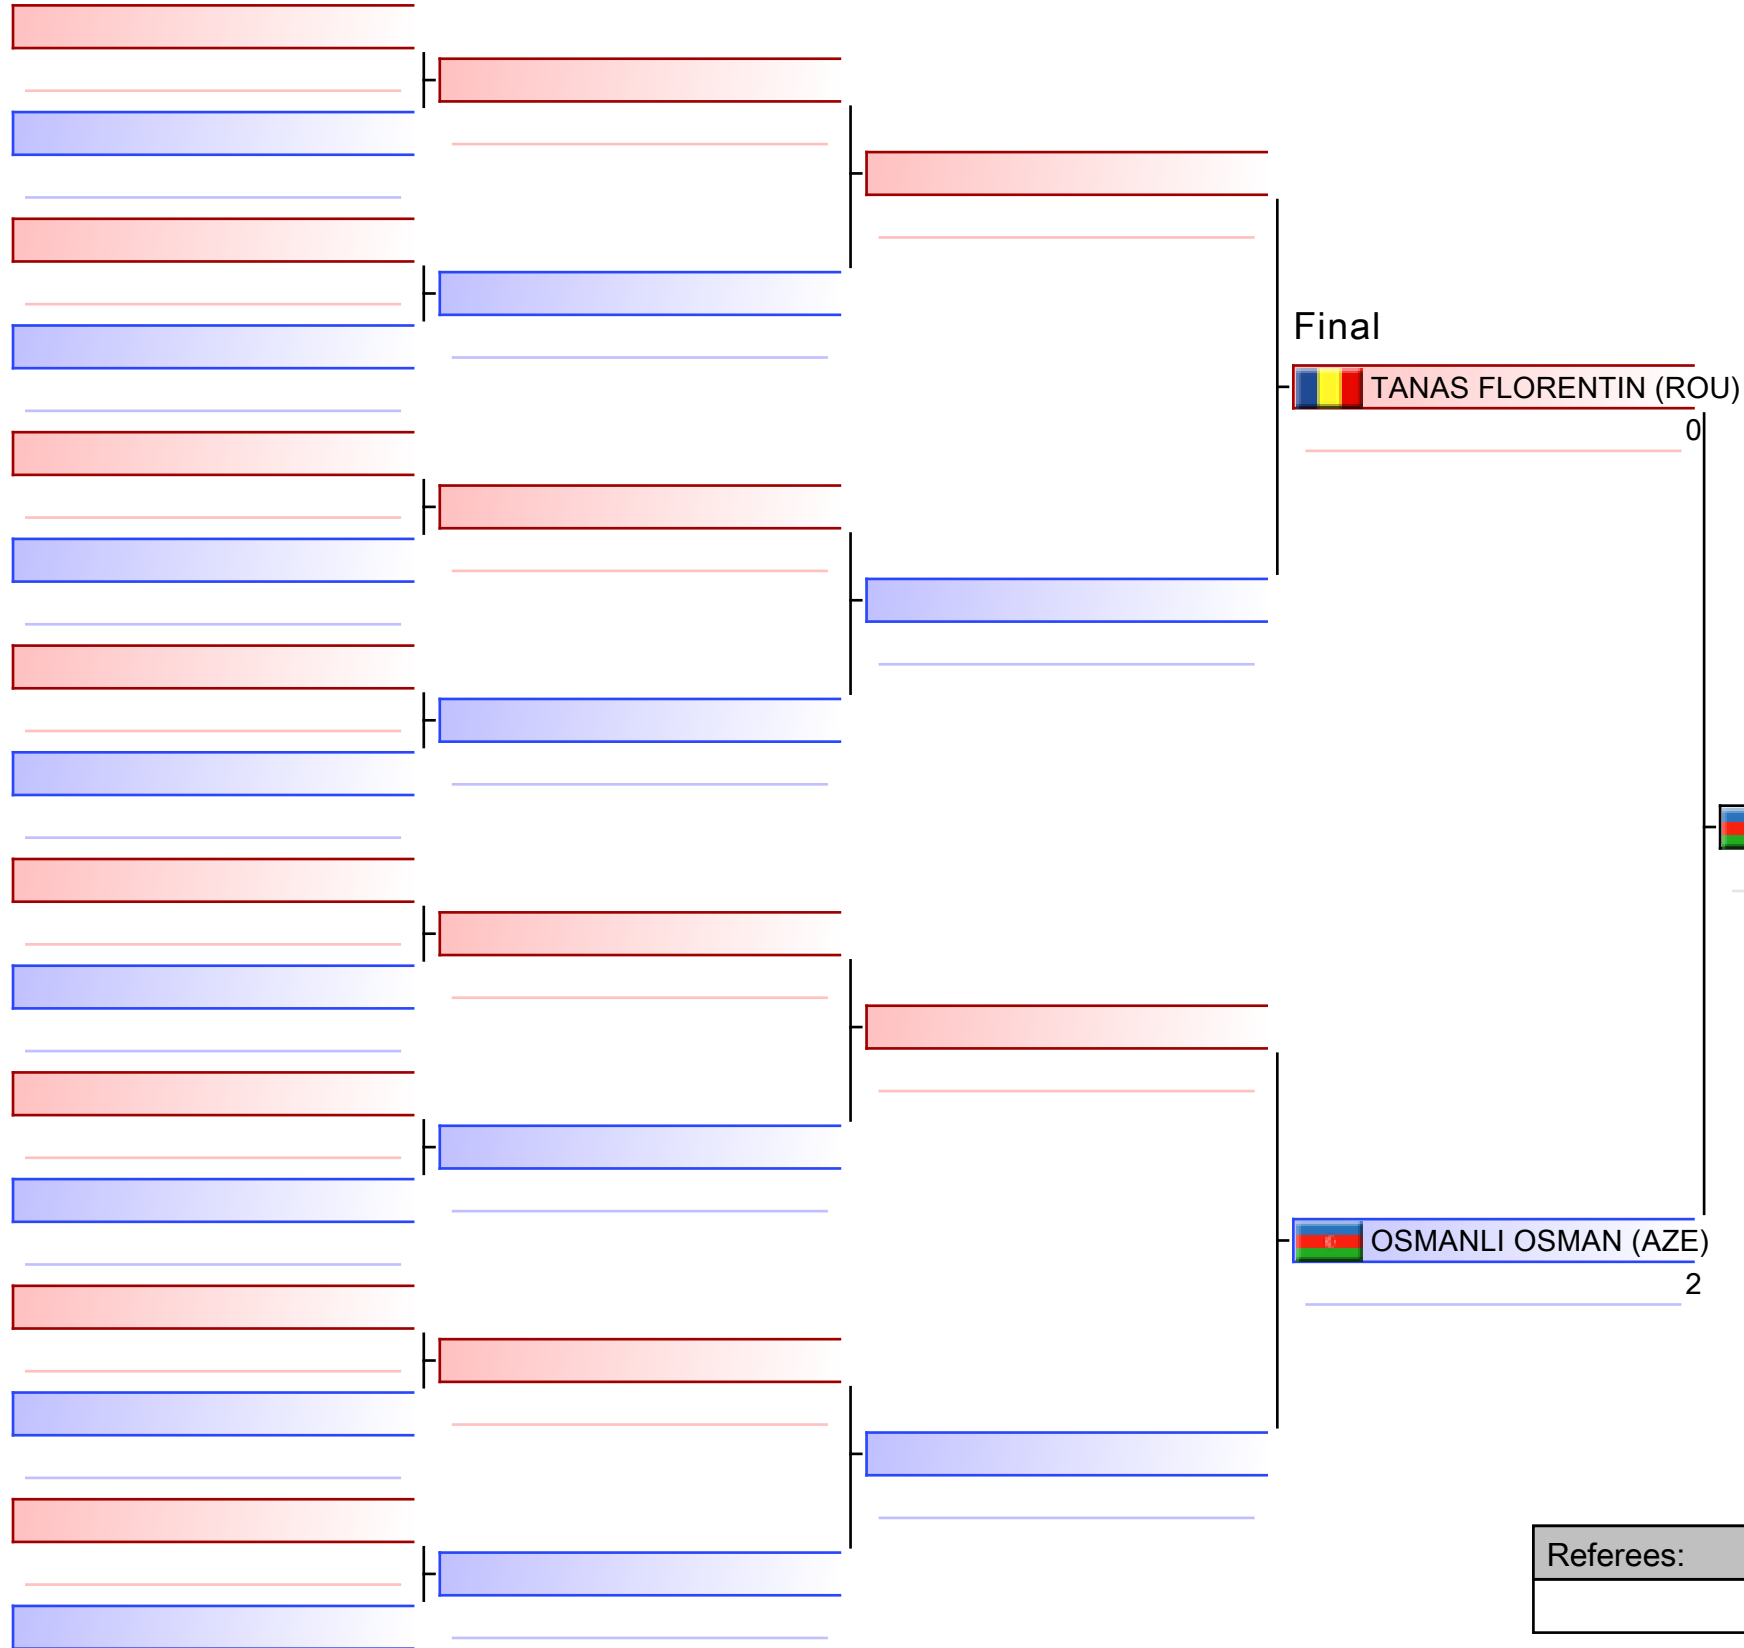 Final
TANAS FLORENTIN (ROU)
0
OSMANLI OSMAN (AZE)
2
Referees: